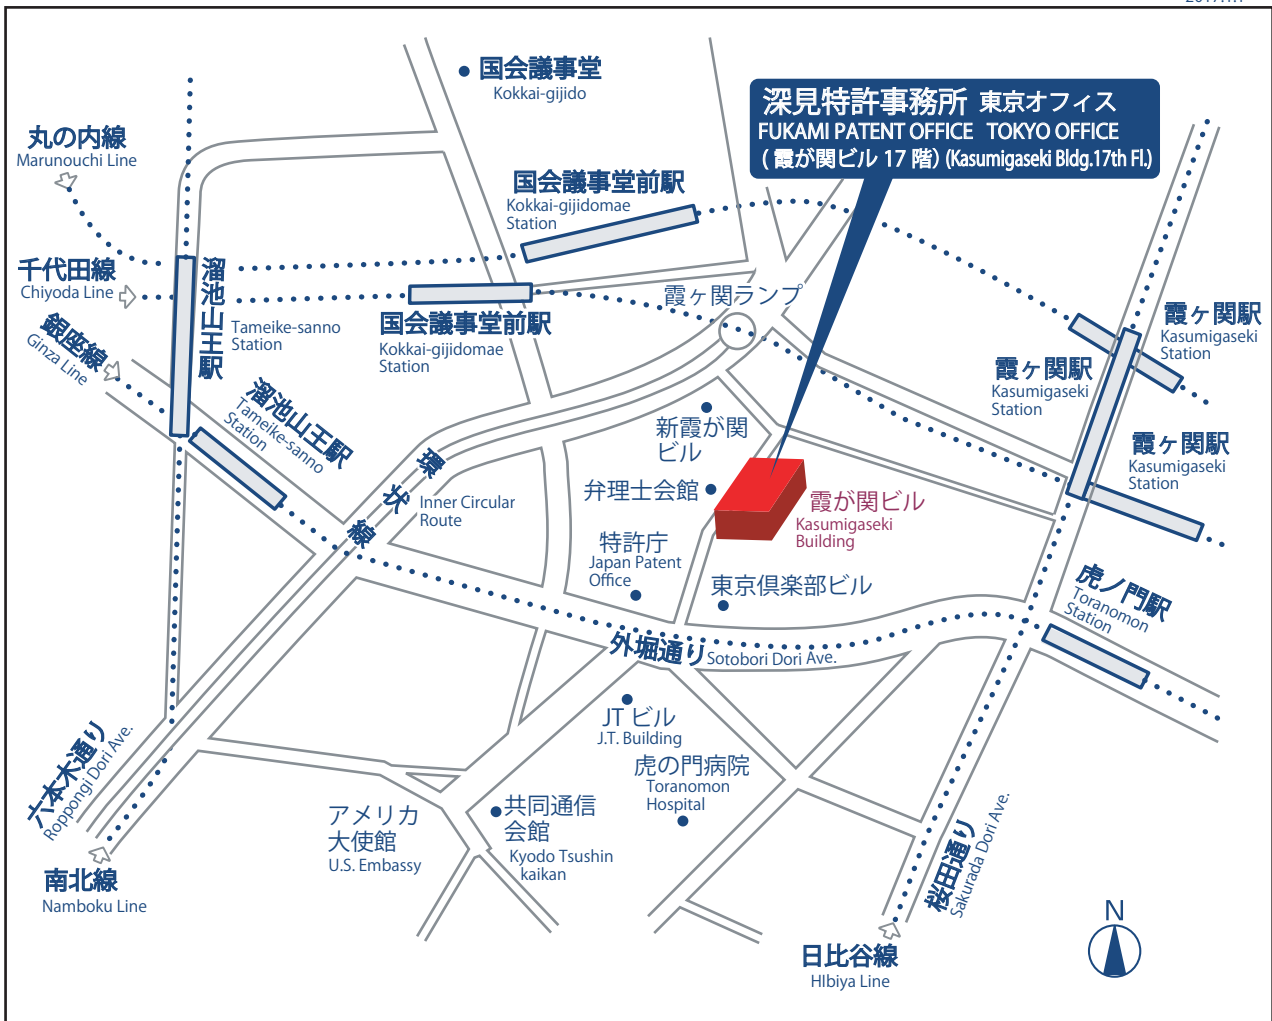 国会議事堂
Kokkai-gijido
深見特許事務所 東京オフィス
FUKAMI PATENT OFFICE TOKYO OFFICE
(霞が関ビル 17 階) (Kasumigaseki Bldg.17th Fl.)
丸の内線
Marunouchi Line
国会議事堂前駅
Kokkai-gijidomae
Station
千代田線
Chiyoda Line
溜池山王駅
Tameike-sanno
Station
銀座線
Ginza Line
国会議事堂前駅
Kokkai-gijidomae
Station
霞ヶ関ランプ
霞ヶ関駅
Kasumigaseki
Station
霞ヶ関駅
Kasumigaseki
Station
霞ヶ関駅
Kasumigaseki
Station
溜池山王駅
Tameike-sanno
Station
新霞が関
ビル
環状線
Inner Circular
Route
弁理士会館
霞が関ビル
Kasumigaseki
Building
特許庁
Japan Patent
Office
東京倶楽部ビル
虎ノ門駅
Toranomon
Station
外堀通り
Sotobori Dori Ave.
JT ビル
J.T. Building
虎の門病院
Toranomon
Hospital
六本木通り
Roppongi Dori Ave.
アメリカ
大使館
U.S. Embassy
共同通信
会館
Kyodo Tsushin
kaikan
桜田通り
Sakurada Dori Ave.
南北線
Namboku Line
日比谷線
HIbiya Line
N